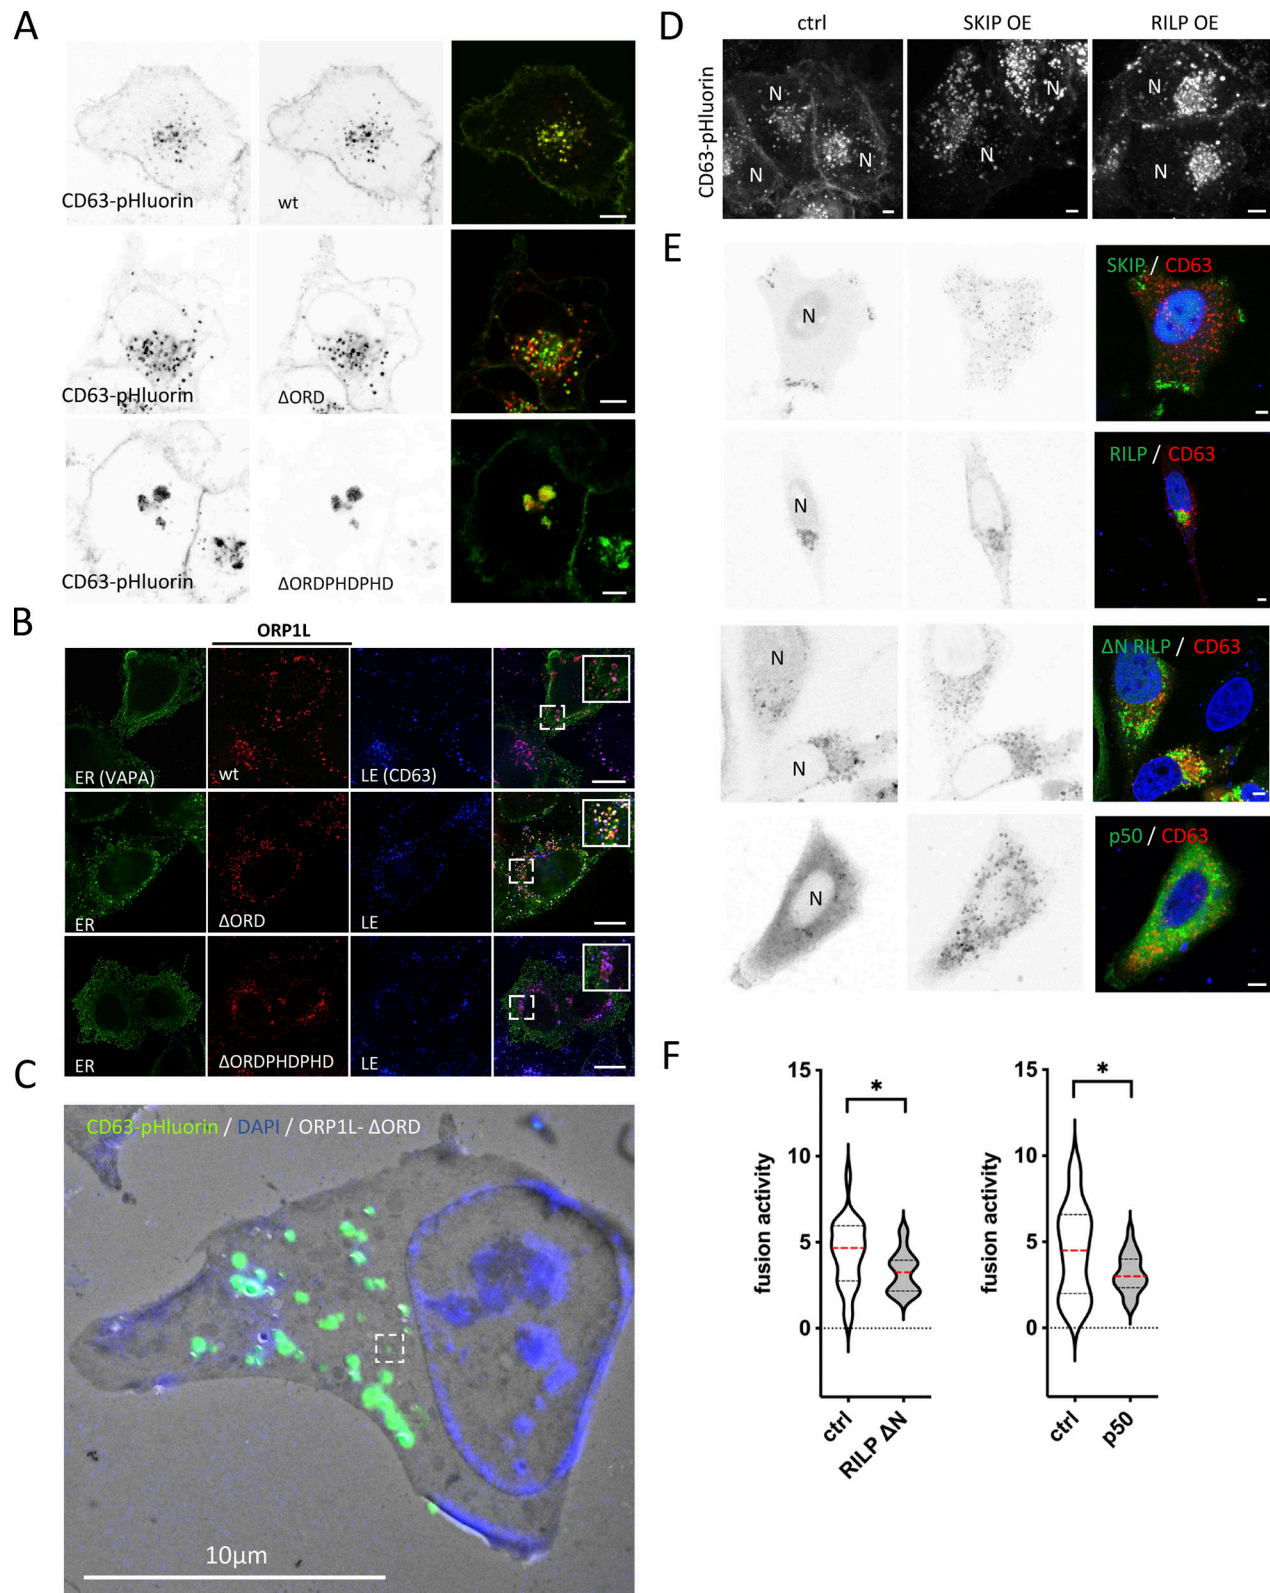 A
CD63-pHluorin
wt
CD63-pHluorin
ΔORD
CD63-pHluorin
ΔORDPHDPHD
B
ORP1L
ER (VAPA)
wt
LE (CD63)
ER
ΔORD
LE
ER
ΔORDPHDPHD
LE
C
CD63-pHluorin / DAPI / ORP1L- ΔORD
10µm
D
ctrl
SKIP OE
RILP OE
CD63-pHluorin
N
N
N
N
N
N
N
N
E
SKIP / CD63
N
RILP / CD63
N
ΔN RILP / CD63
N
N
p50 / CD63
N
F
15
10
5
0
fusion activity
*
ctrl
RILP ΔN
15
10
5
0
fusion activity
*
ctrl
p50